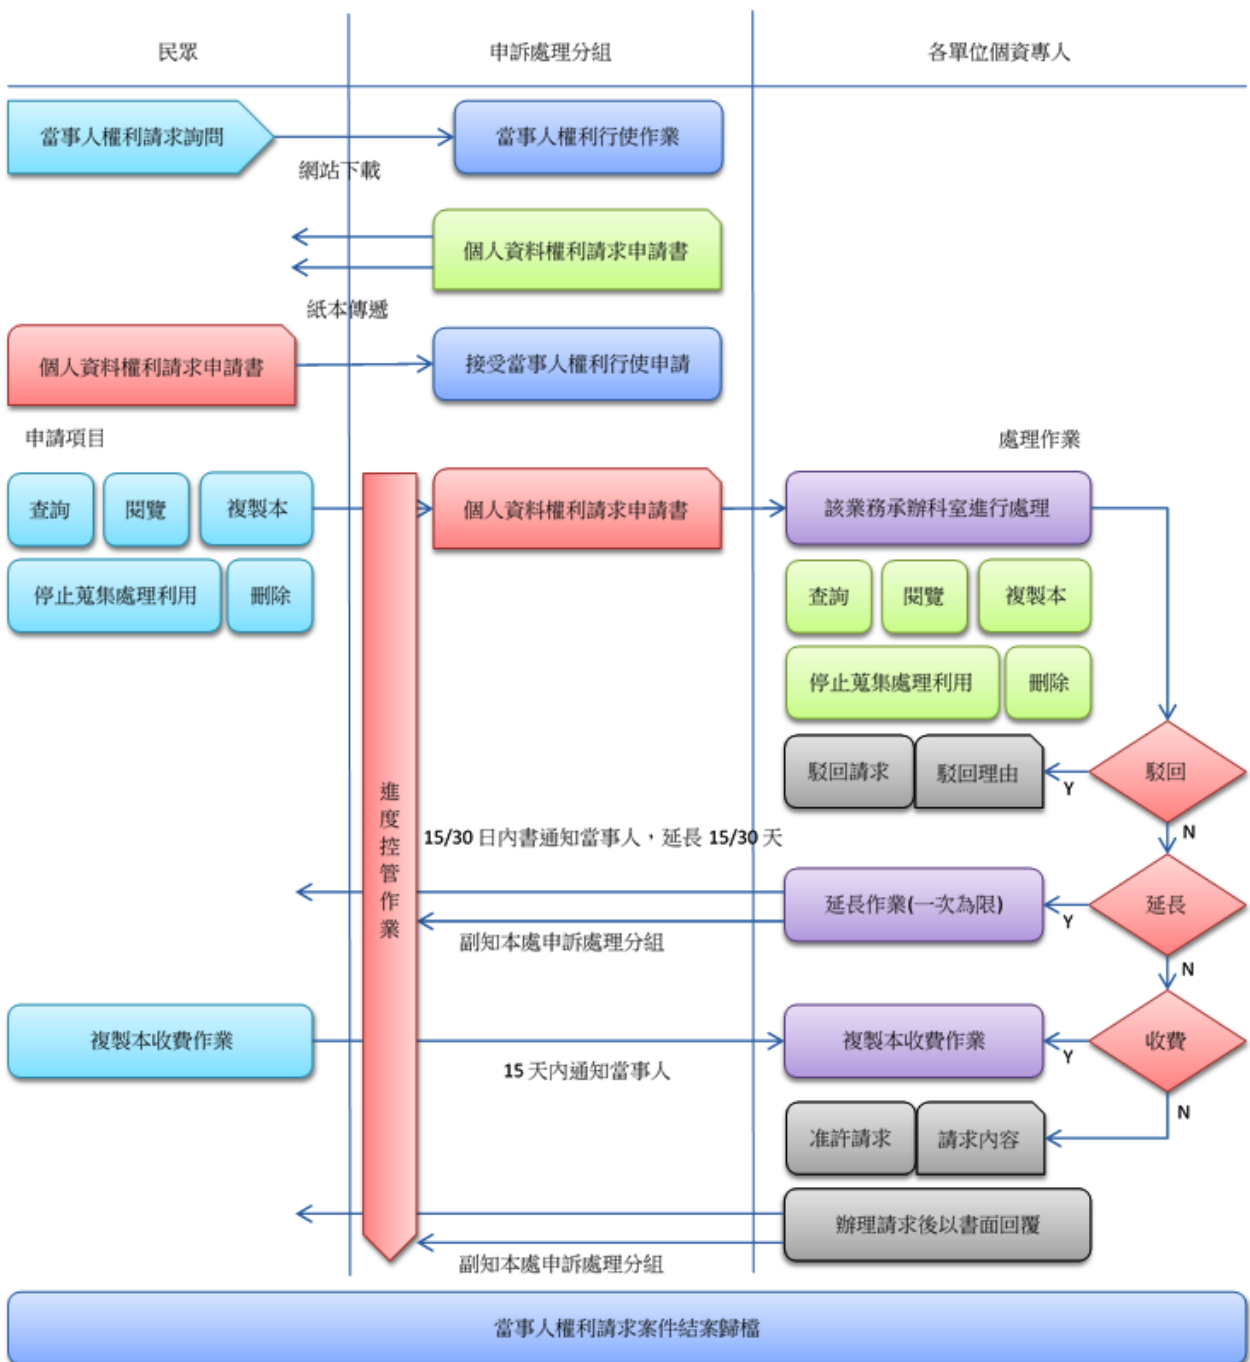 民眾
申訴處理分組
各單位個資專人
當事人權利請求詢問
當事人權利行使作業
網站下載
個人資料權利請求申請書
紙本傳遞
個人資料權利請求申請書
接受當事人權利行使申請
申請項目
處理作業
查詢
閱覽
複製本
個人資料權利請求申請書
該業務承辦科室進行處理
停止蒐集處理利用
刪除
查詢
閱覽
複製本
停止蒐集處理利用
刪除
駁回請求
駁回理由
Y
駁回
N
進度控管作業
15/30 日內書通知當事人，延長 15/30 天
延長作業(一次為限)
Y
延長
副知本處申訴處理分組
N
複製本收費作業
複製本收費作業
Y
收費
15 天內通知當事人
N
准許請求
請求內容
辦理請求後以書面回覆
副知本處申訴處理分組
當事人權利請求案件結案歸檔